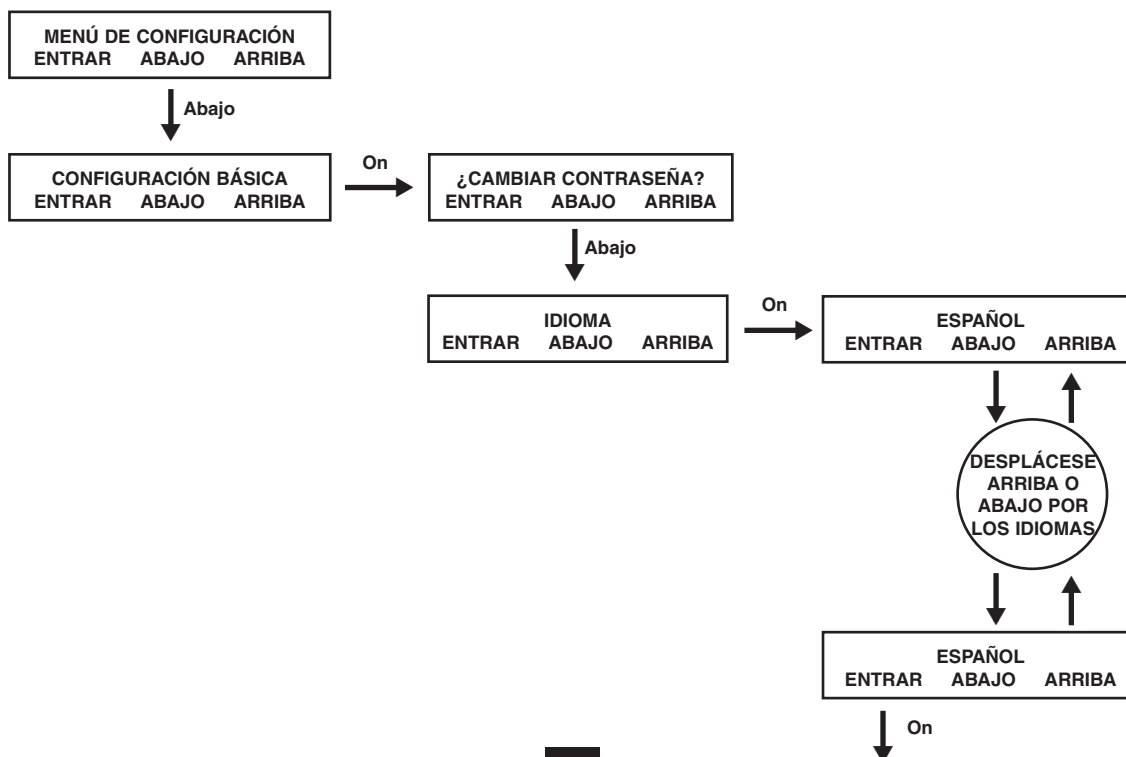 MENÚ DE CONFIGURACIÓN
ENTRAR ABAJO ARRIBA
Abajo
CONFIGURACIÓN BÁSICA
ENTRAR ABAJO ARRIBA
On
¿CAMBIAR CONTRASEÑA?
ENTRAR ABAJO ARRIBA
Abajo
IDIOMA
ENTRAR ABAJO ARRIBA
On
ESPAÑOL
ENTRAR ABAJO ARRIBA
DESPLÁCESE
ARRIBA O
ABAJO POR
LOS IDIOMAS
ESPAÑOL
ENTRAR ABAJO ARRIBA
On